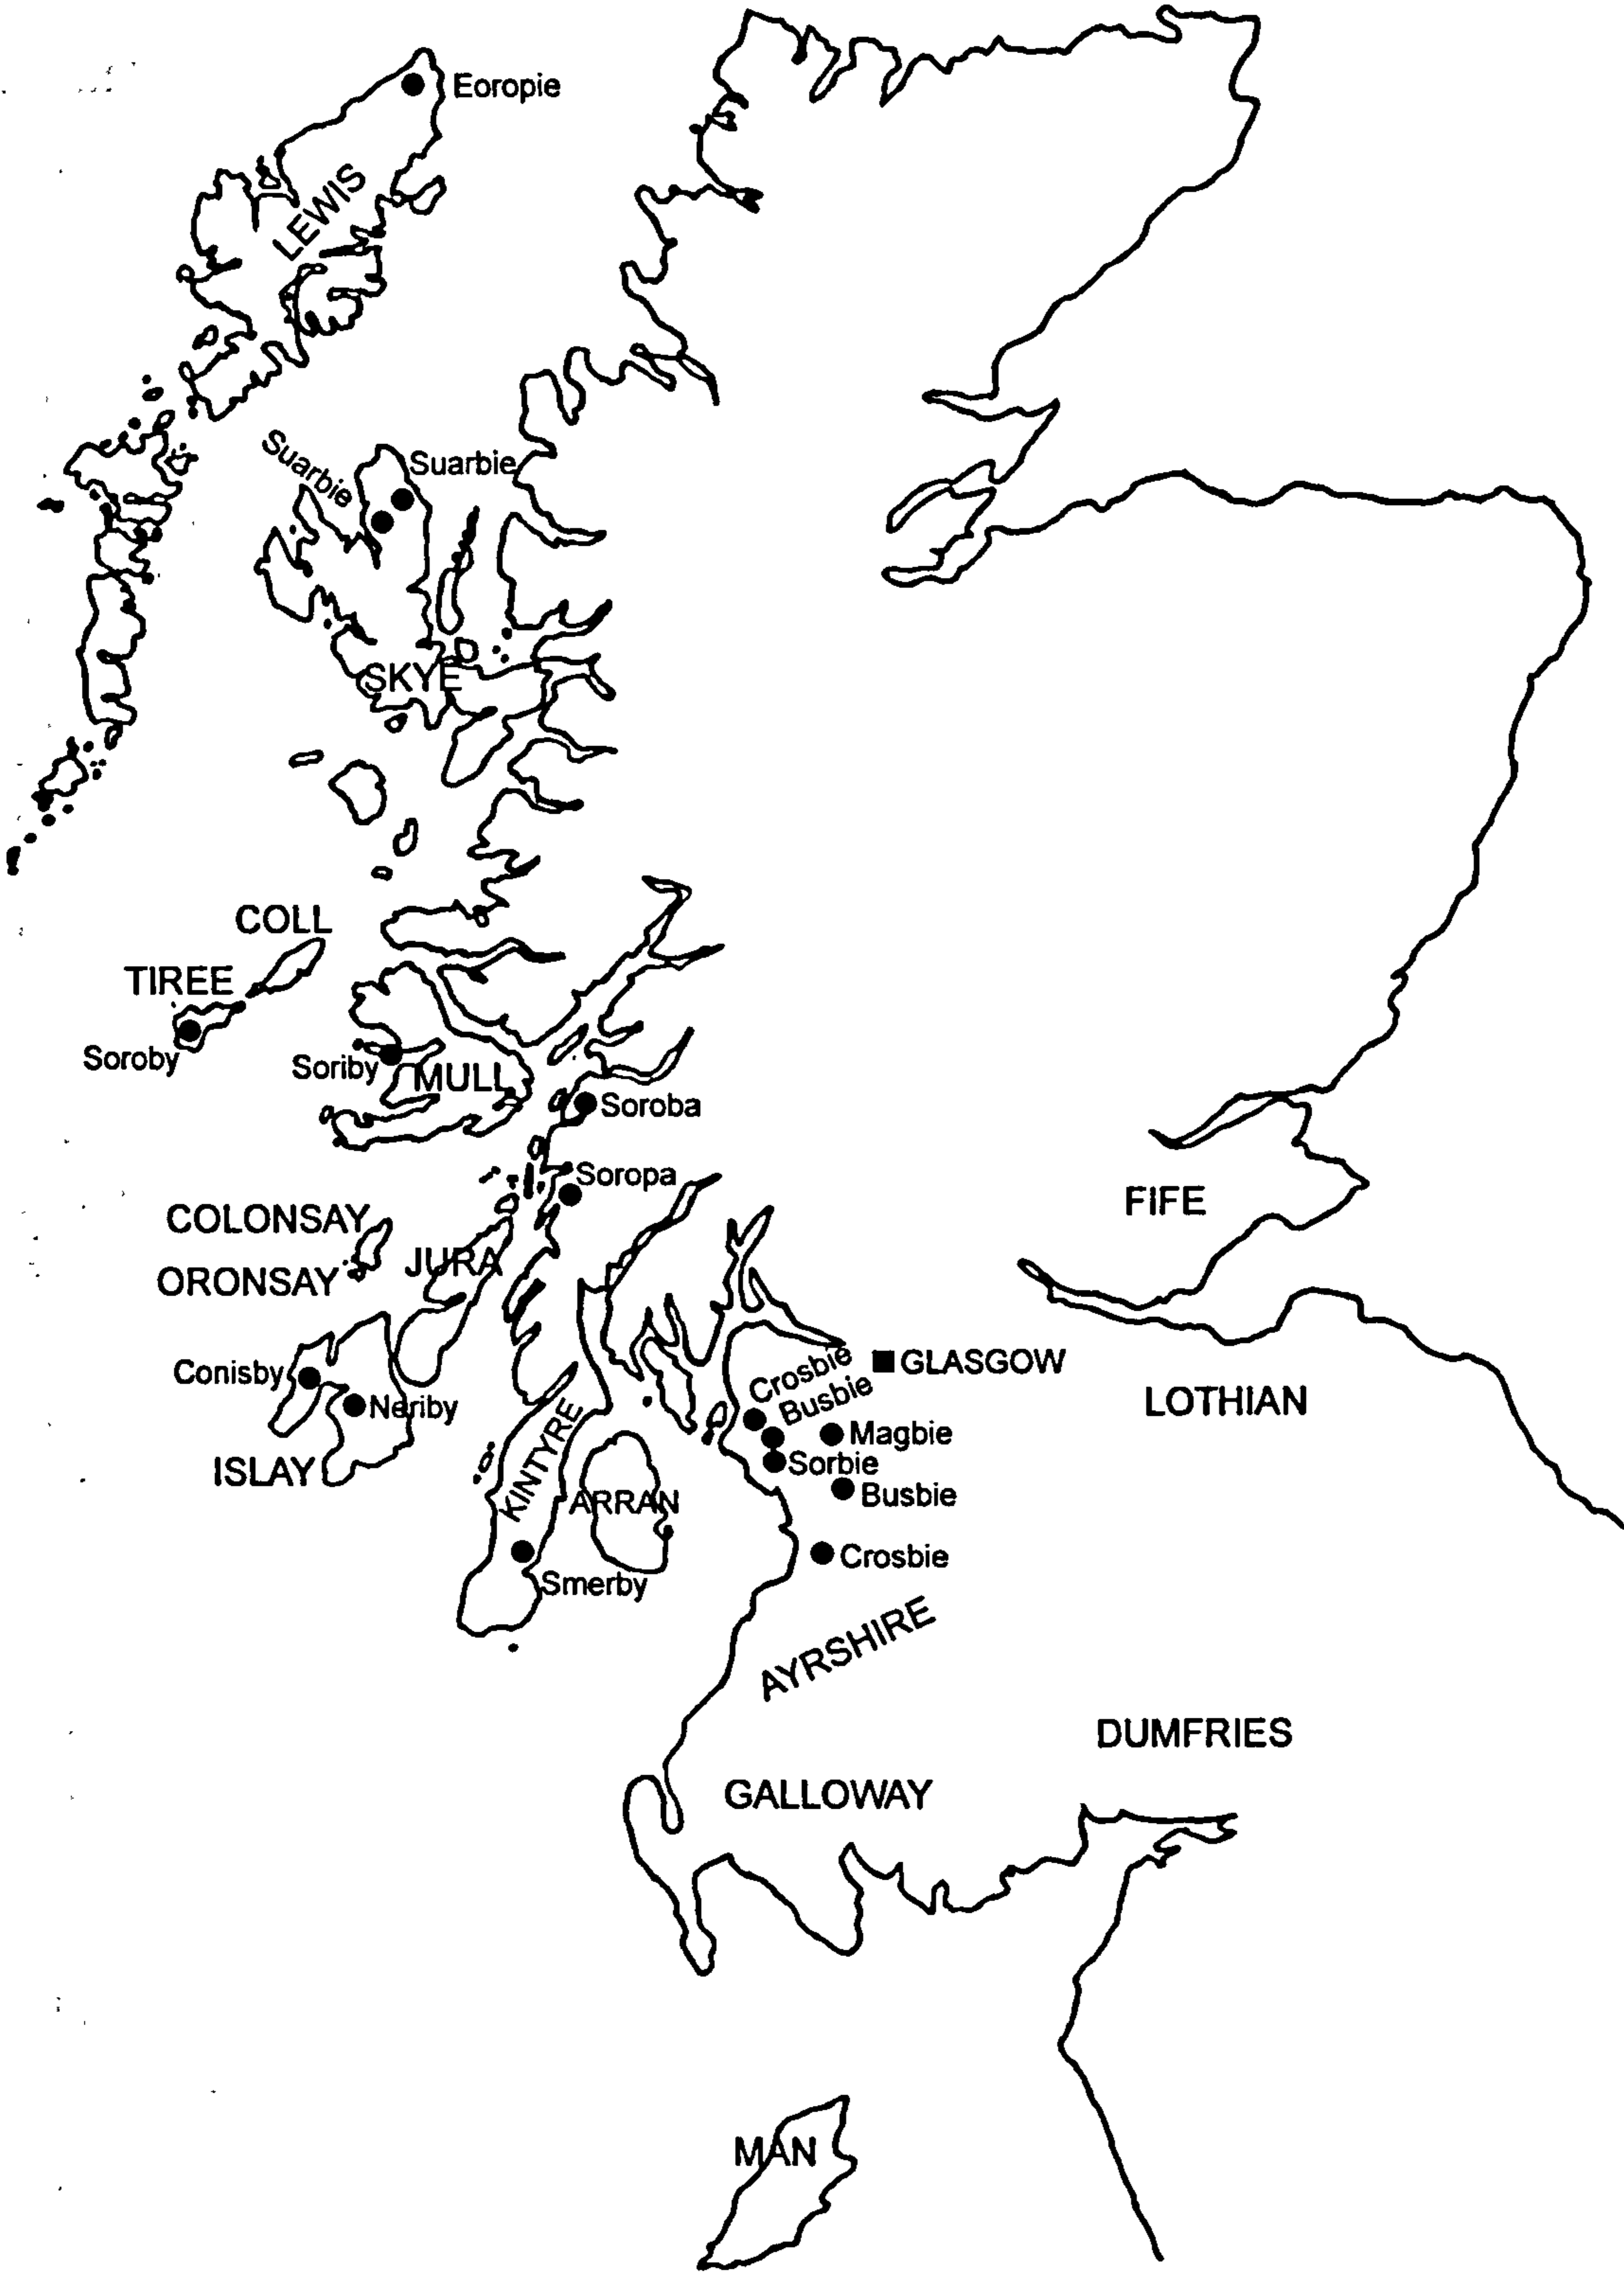 Eoropie
LEWIS
Suarbie
Suarbie
SKYE
COLL
TIREE
Soroby
Soriby
MULL
Soroba
Soropa
FIFE
COLONSAY
JURA
ORONSAY
Conisby
Neriby
ISLAY
KINTYRE
ARRAN
Smerby
Crosbie
GLASGOW
Busbie
LOTHIAN
Magbie
Sorbie
Busbie
Crosbie
AYRSHIRE
DUMFRIES
GALLOWAY
MAN